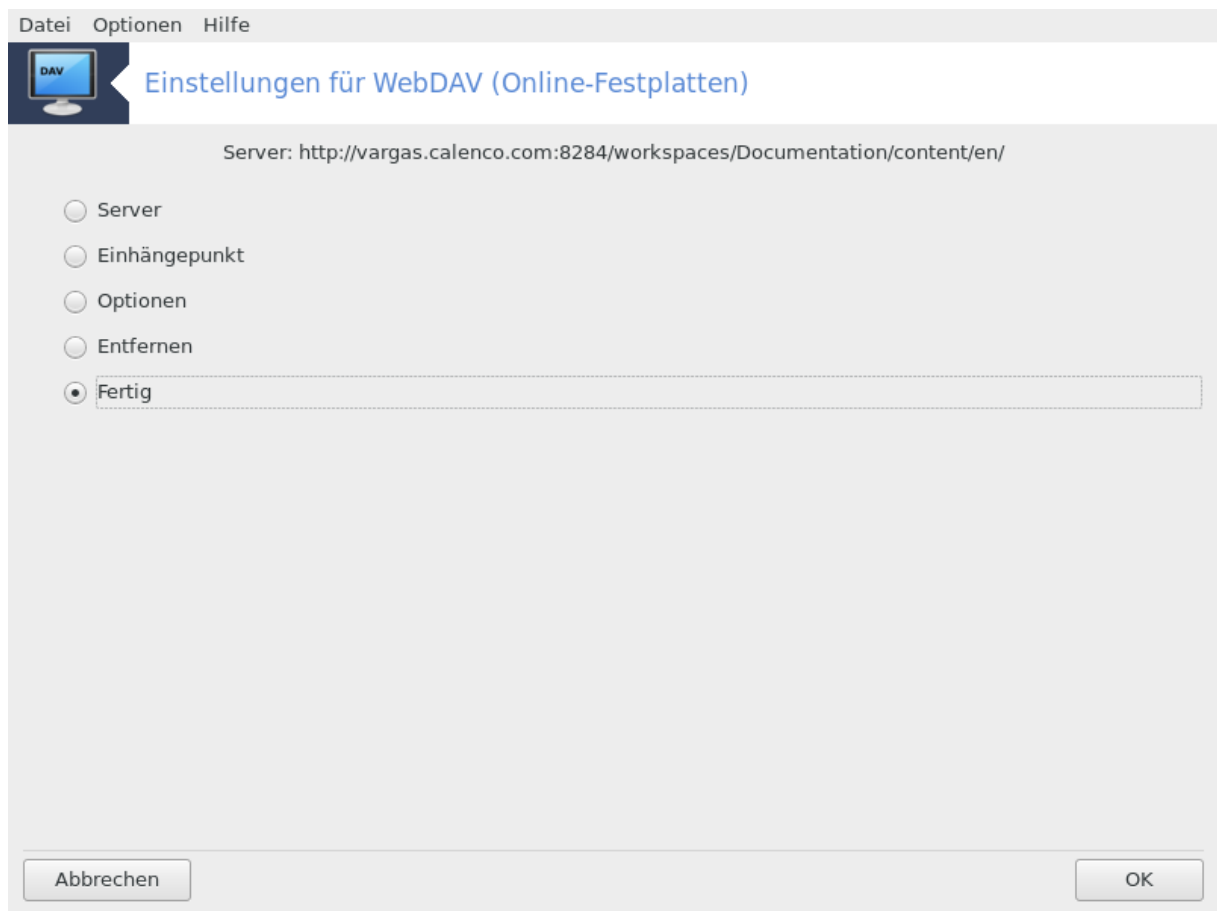 Datei Optionen Hilfe
DAV
Einstellungen für WebDAV (Online-Festplatten)
Server: http://vargas.calenco.com:8284/workspaces/Documentation/content/en/
Server
Einhängepunkt
Optionen
Entfernen
Fertig
Abbrechen OK